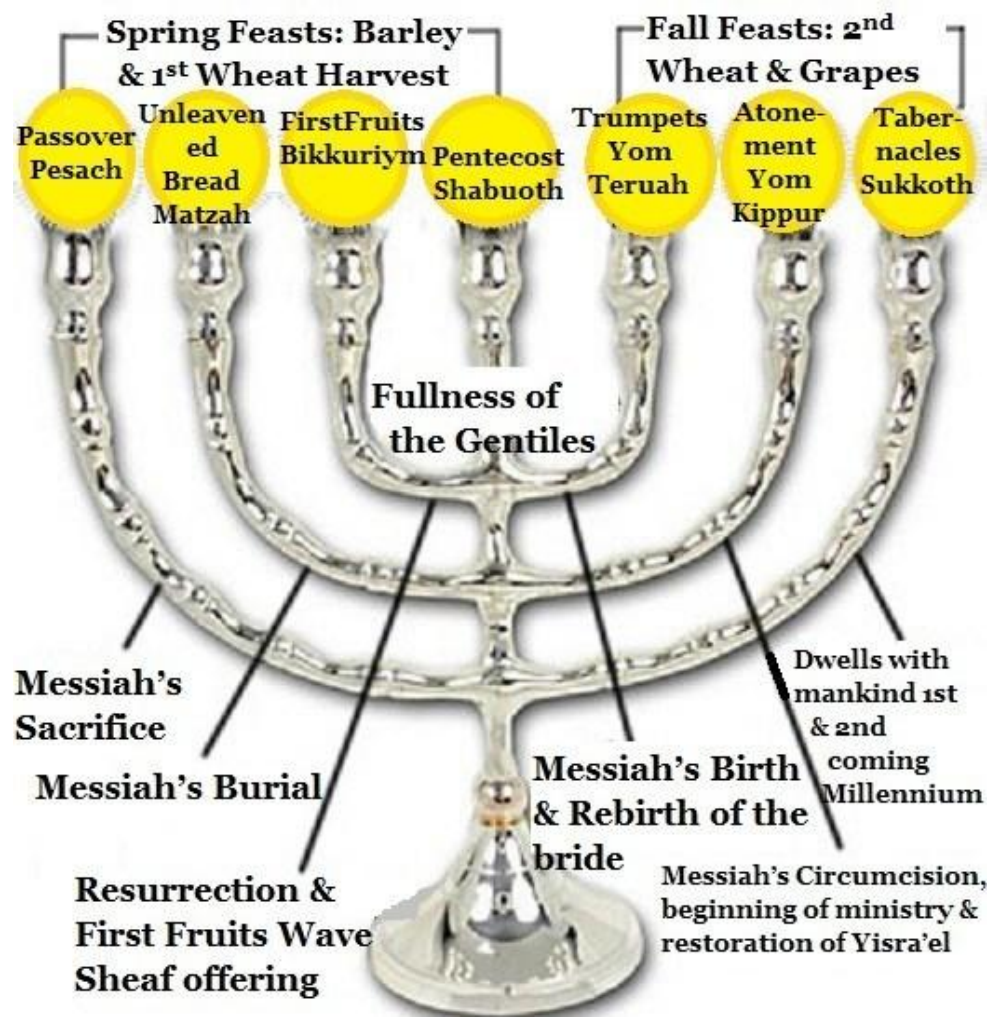 Spring Feasts: Barley
& 1st Wheat Harvest
Fall Feasts: 2nd
Wheat & Grapes
Passover
Pesach
Unleaven
ed
Bread
Matzah
FirstFruits
Bikkuriym
Pentecost
Shabuoth
Trumpets
Yom
Teruah
Atone-
ment
Yom
Kippur
Taber-
nacles
Sukkoth
Fullness of
the Gentiles
Messiah's
Sacrifice
Messiah's Burial
Resurrection &
First Fruits Wave
Sheaf offering
Messiah's Birth
& Rebirth of the
bride
Messiah's Circumcision,
beginning of ministry &
restoration of Yisra'el
Dwells with
mankind 1st
& 2nd
coming
Millennium